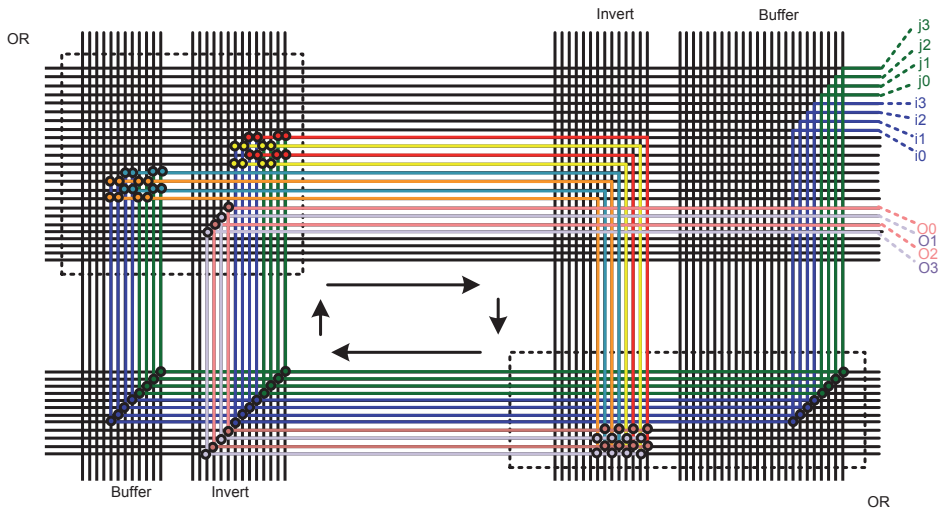 Invert
Buffer
OR
j3
j2
j1
j0
i3
i2
i1
i0
O0
O1
O2
O3
Buffer
Invert
OR